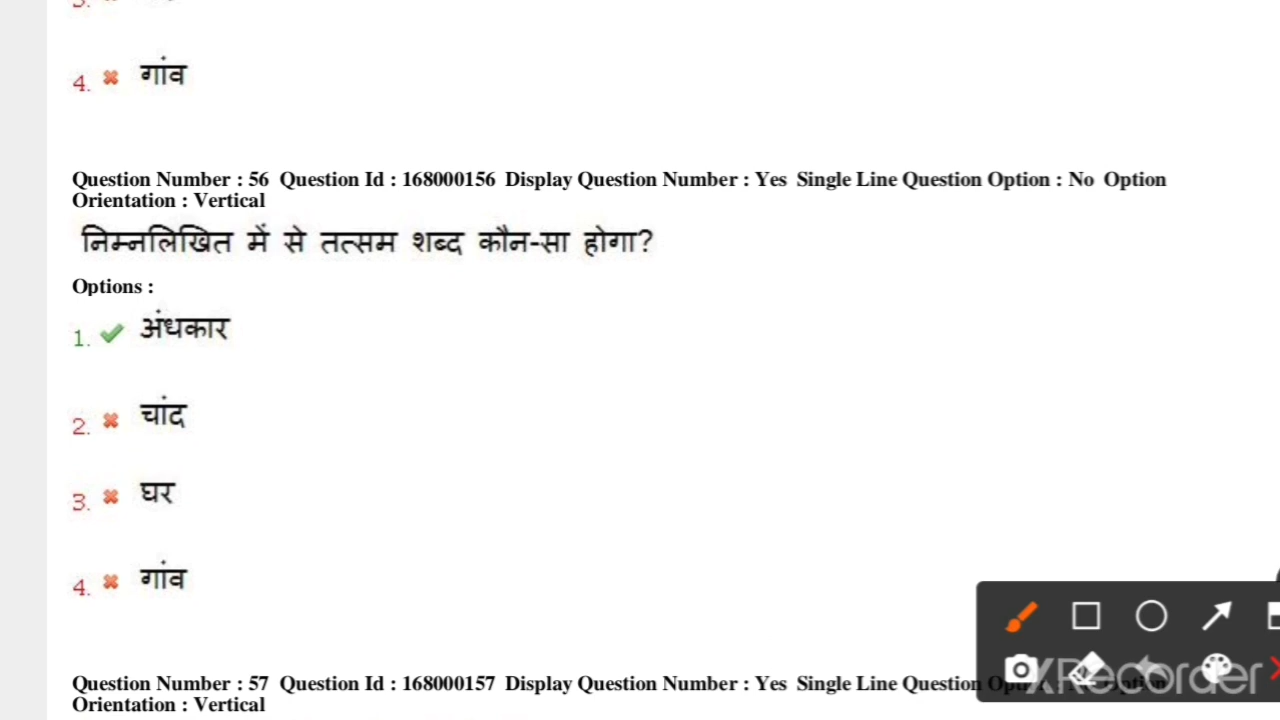 4. गांव
Question Number : 56 Question Id : 168000156 Display Question Number : Yes Single Line Question Option : No Option
Orientation : Vertical
निम्नलिखित में से तत्सम शब्द कौन-सा होगा?
Options :
1. अंधकार
2. चांद
3. घर
4. गांव
Question Number : 57 Question Id : 168000157 Display Question Number : Yes Single Line Question
Orientation : Vertical
XRecorder